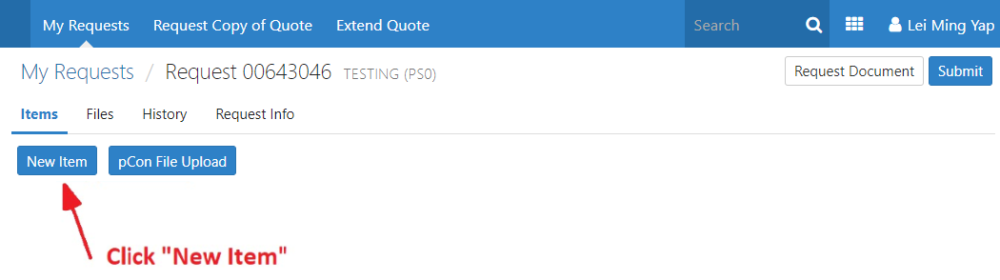 My Requests Request Copy of Quote Extend Quote Search Lei Ming Yap
My Requests / Request 00643046 TESTING (PS0) Request Document Submit
Items Files History Request Info
New Item pCon File Upload
Click "New Item"